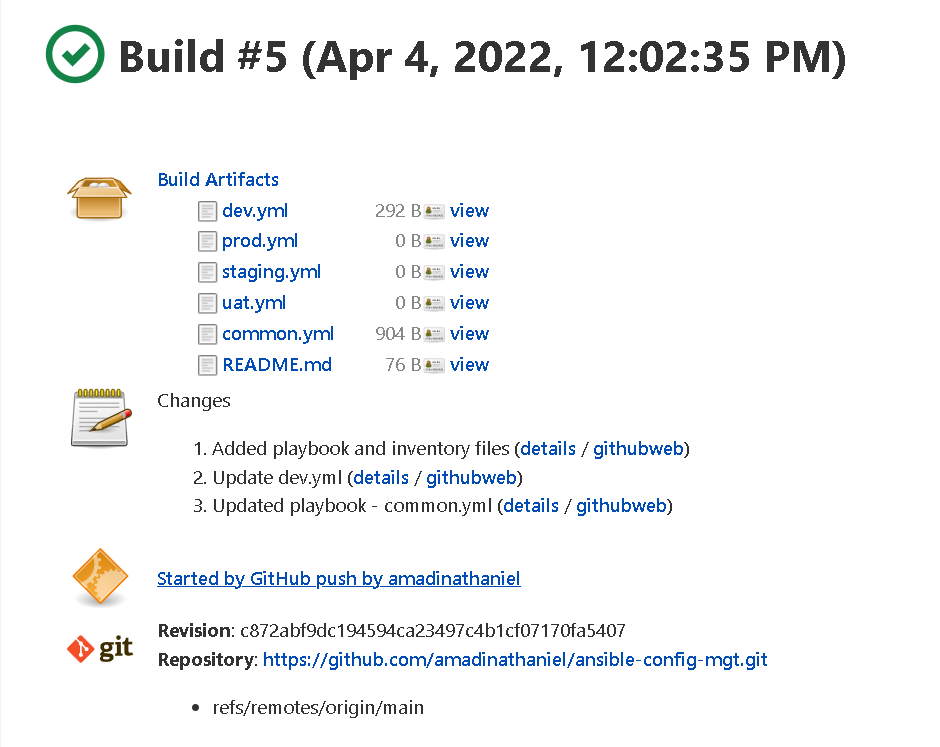 Build #5 (Apr 4, 2022, 12:02:35 PM)
Build Artifacts
dev.yml 292 B view
prod.yml 0 B view
staging.yml 0 B view
uat.yml 0 B view
common.yml 904 B view
README.md 76 B view
Changes
1. Added playbook and inventory files (details / githubweb)
2. Update dev.yml (details / githubweb)
3. Updated playbook - common.yml (details / githubweb)
Started by GitHub push by amadinathaniel
git
Revision: c872abf9dc194594ca23497c4b1cf07170fa5407
Repository: https://github.com/amadinathaniel/ansible-config-mgt.git
• refs/remotes/origin/main